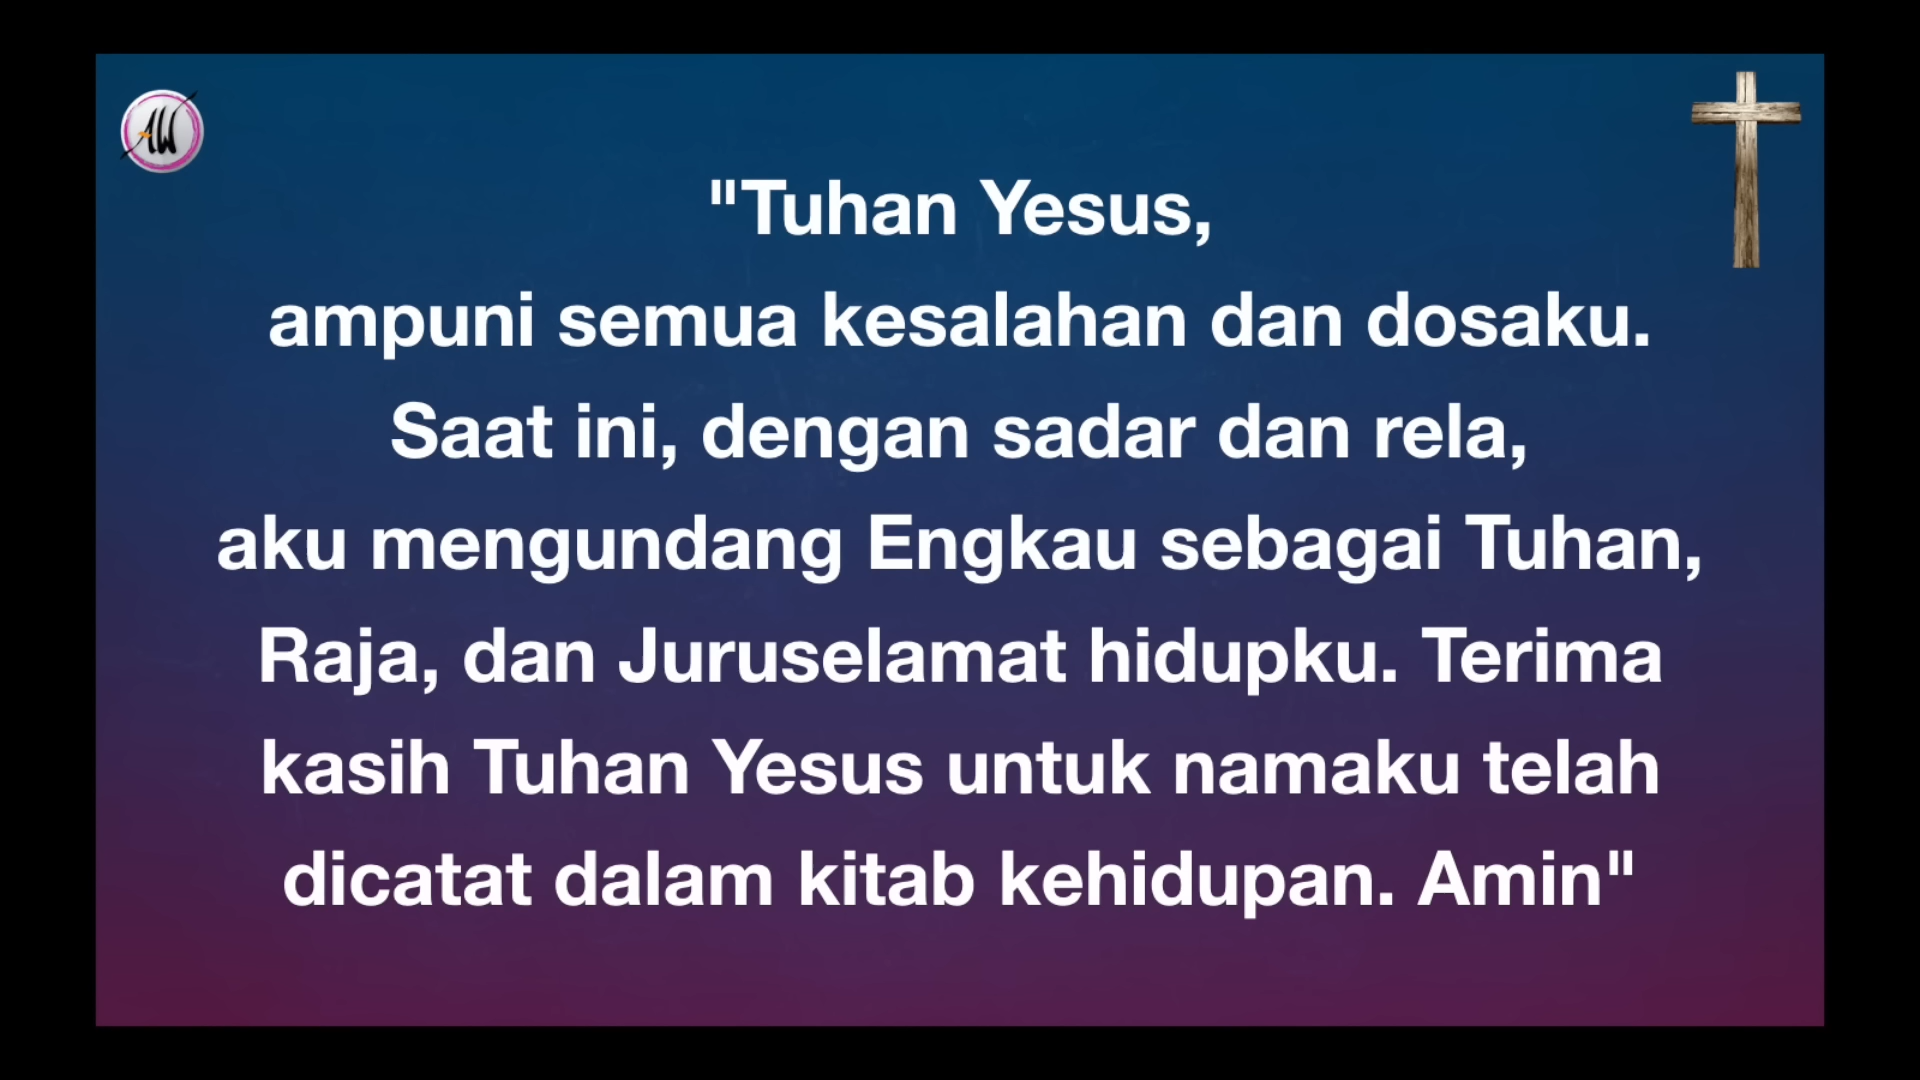 AW
"Tuhan Yesus,
ampuni semua kesalahan dan dosaku.
Saat ini, dengan sadar dan rela,
aku mengundang Engkau sebagai Tuhan,
Raja, dan Juruselamat hidupku. Terima
kasih Tuhan Yesus untuk namaku telah
dicatat dalam kitab kehidupan. Amin"